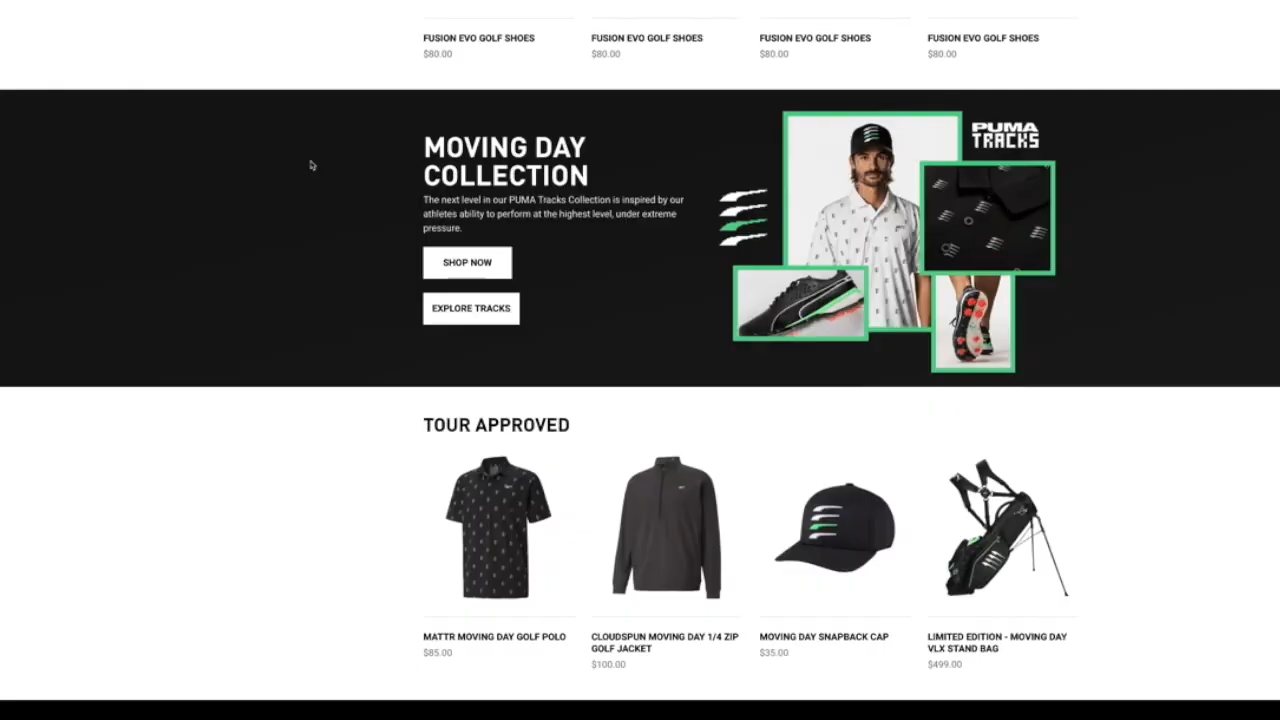 FUSION EVO GOLF SHOES
$80.00
FUSION EVO GOLF SHOES
$80.00
FUSION EVO GOLF SHOES
$80.00
FUSION EVO GOLF SHOES
$80.00
MOVING DAY
COLLECTION
The next level in our PUMA Tracks Collection is inspired by our
athletes ability to perform at the highest level, under extreme
pressure.
SHOP NOW
EXPLORE TRACKS
PUMA
TRACKS
TOUR APPROVED
MATTR MOVING DAY GOLF POLO
$85.00
CLOUDSPUN MOVING DAY 1/4 ZIP
GOLF JACKET
$100.00
MOVING DAY SNAPBACK CAP
$35.00
LIMITED EDITION - MOVING DAY
VLX STAND BAG
$499.00